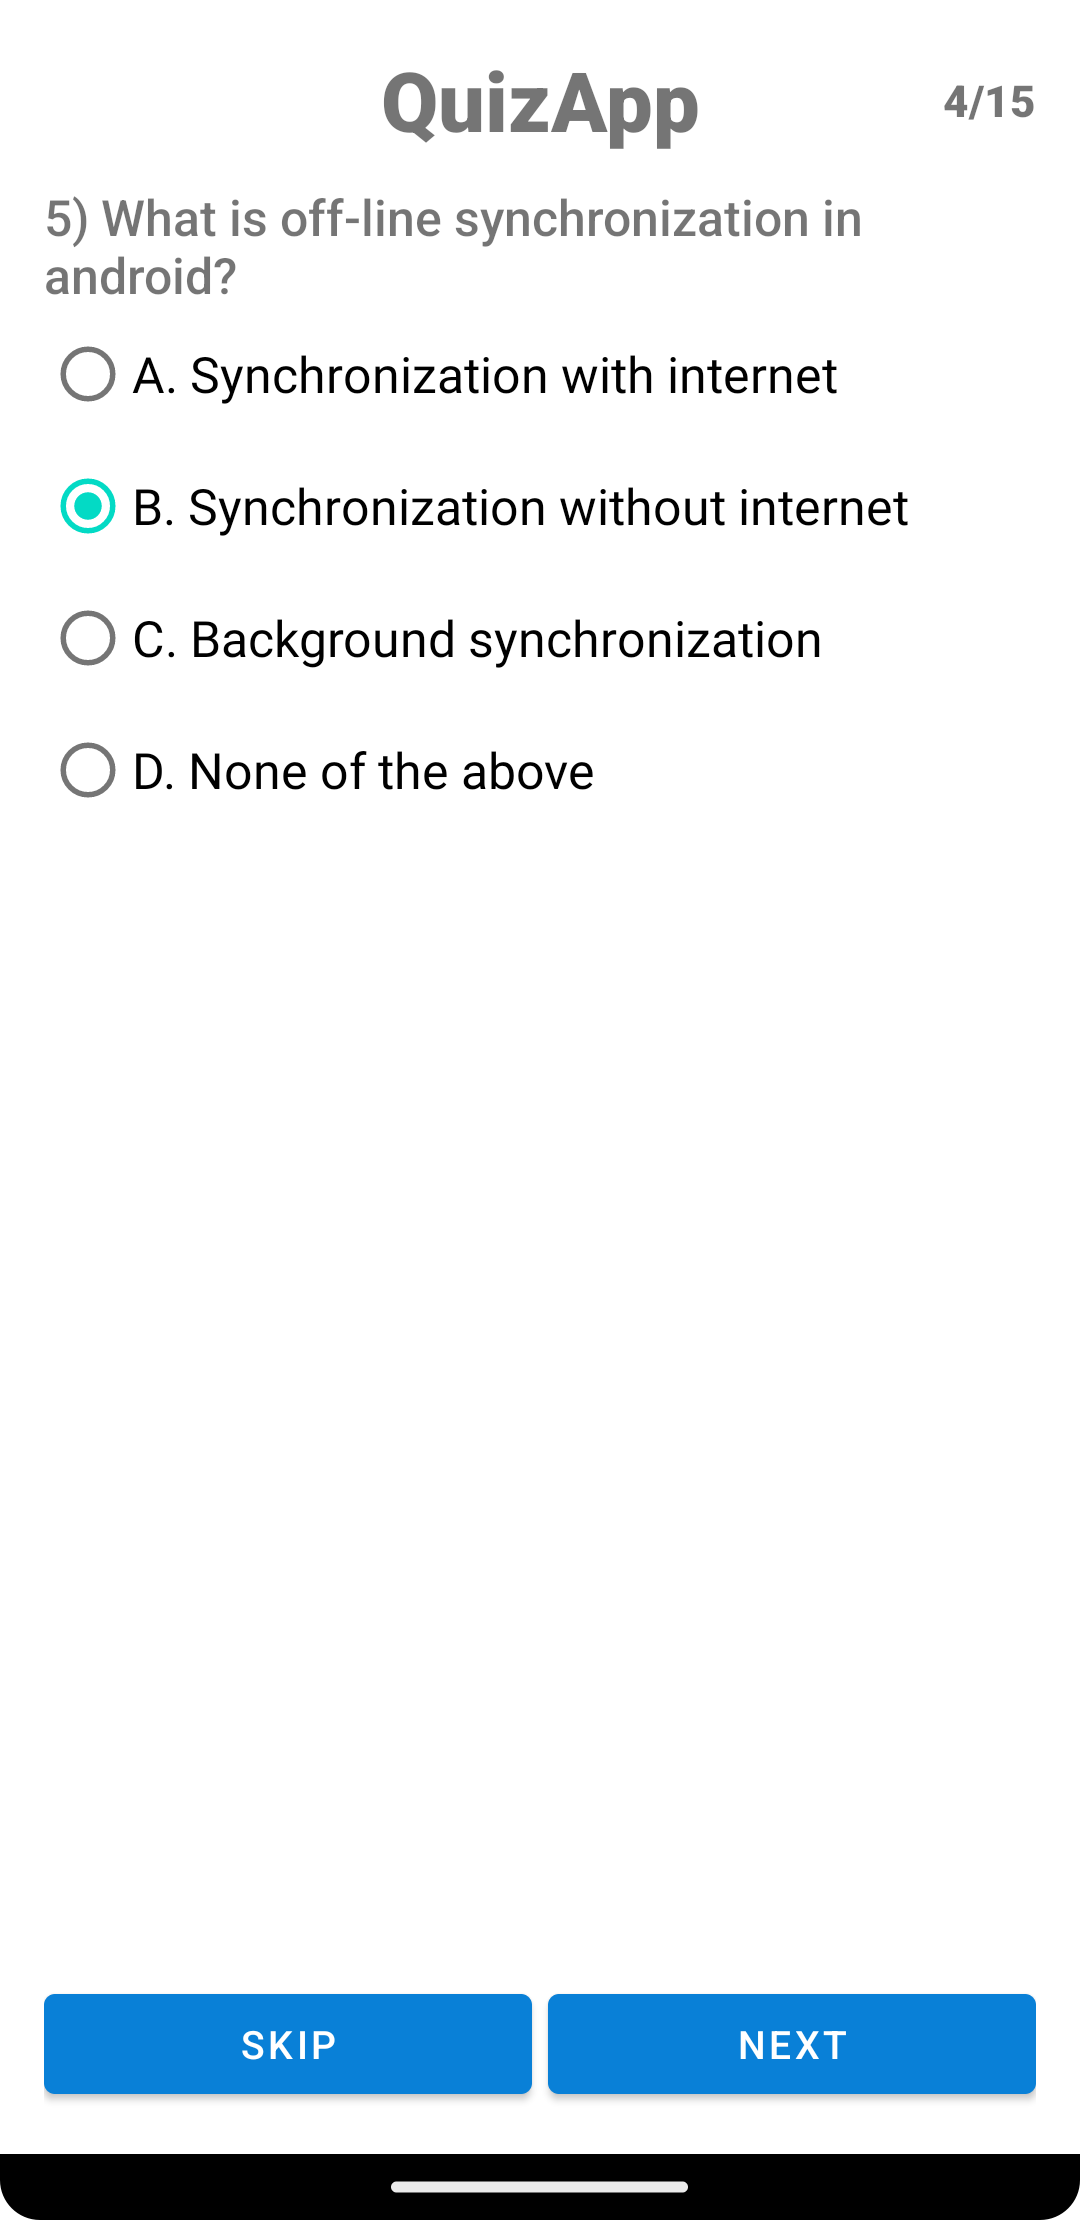 QuizApp
4/15
5) What is off-line synchronization in
android?
A. Synchronization with internet
B. Synchronization without internet
C. Background synchronization
D. None of the above
SKIP
NEXT